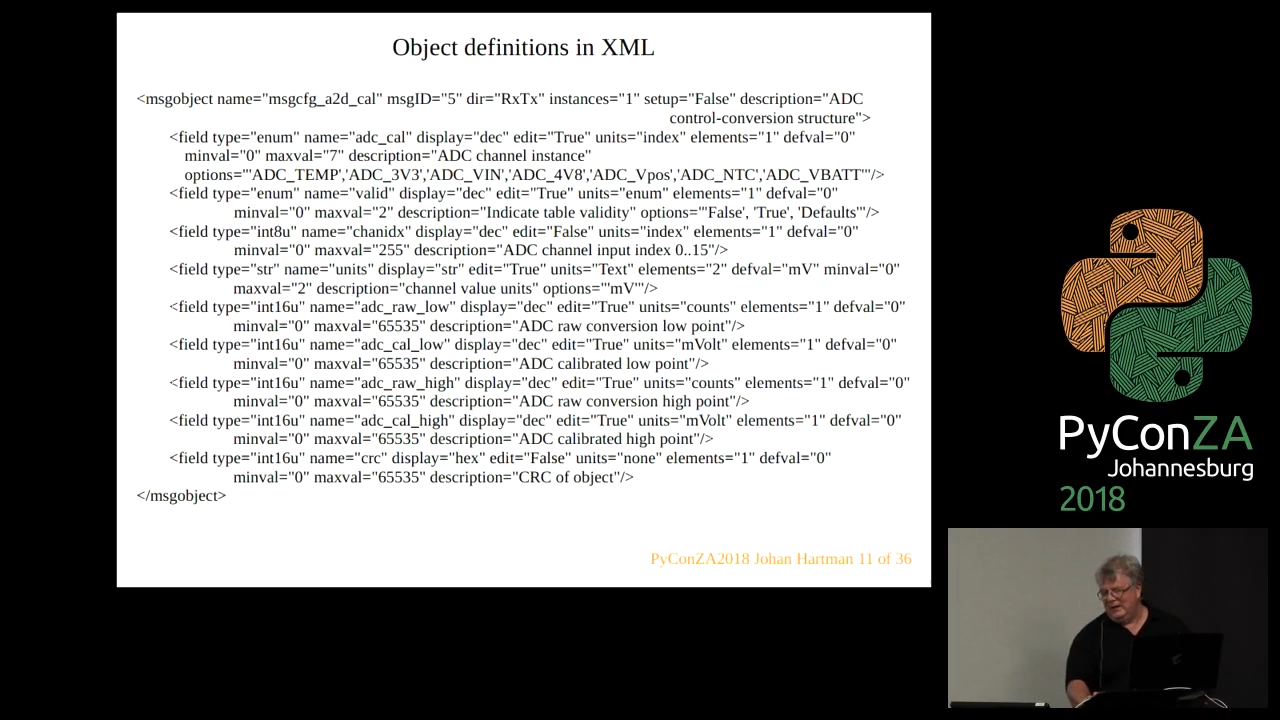 Object definitions in XML
<msgobject name="msgcfg_a2d_cal" msgID="5" dir="RxTx" instances="1" setup="False" description="ADC
control-conversion structure">
<field type="enum" name="adc_cal" display="dec" edit="True" units="index" elements="1" defval="0"
minval="0" maxval="7" description="ADC channel instance"
options="'ADC_TEMP','ADC_3V3','ADC_VIN','ADC_4V8','ADC_Vpos','ADC_NTC','ADC_VBATT'"/>
<field type="enum" name="valid" display="dec" edit="True" units="enum" elements="1" defval="0"
minval="0" maxval="2" description="Indicate table validity" options="'False', 'True', 'Defaults'"/>
<field type="int8u" name="chanidx" display="dec" edit="False" units="index" elements="1" defval="0"
minval="0" maxval="255" description="ADC channel input index 0..15"/>
<field type="str" name="units" display="str" edit="True" units="Text" elements="2" defval="mV" minval="0"
maxval="2" description="channel value units" options="'mV'"/>
<field type="int16u" name="adc_raw_low" display="dec" edit="True" units="counts" elements="1" defval="0"
minval="0" maxval="65535" description="ADC raw conversion low point"/>
<field type="int16u" name="adc_cal_low" display="dec" edit="True" units="mVolt" elements="1" defval="0"
minval="0" maxval="65535" description="ADC calibrated low point"/>
<field type="int16u" name="adc_raw_high" display="dec" edit="True" units="counts" elements="1" defval="0"
minval="0" maxval="65535" description="ADC raw conversion high point"/>
<field type="int16u" name="adc_cal_high" display="dec" edit="True" units="mVolt" elements="1" defval="0"
minval="0" maxval="65535" description="ADC calibrated high point"/>
<field type="int16u" name="crc" display="hex" edit="False" units="none" elements="1" defval="0"
minval="0" maxval="65535" description="CRC of object"/>
</msgobject>
PyConZA2018 Johan Hartman 11 of 36
PyConZA
Johannesburg
2018